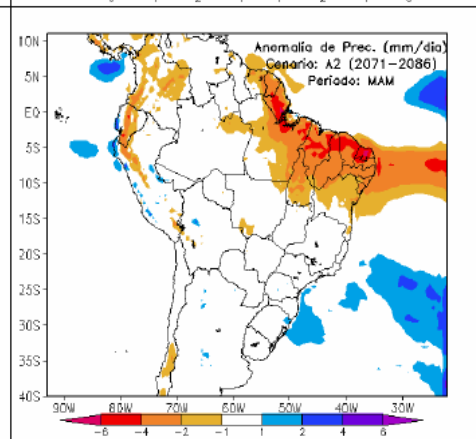 Anomalia de Prec. (mm/dia)
Cenario: A2 (2071-2086)
Periodo: MAM
10N
5N
EQ
5S
10S
15S
20S
25S
30S
35S
40S
90W 80W 70W 60W 50W 40W 30W
-6 -4 -2 -1 1 2 4 6